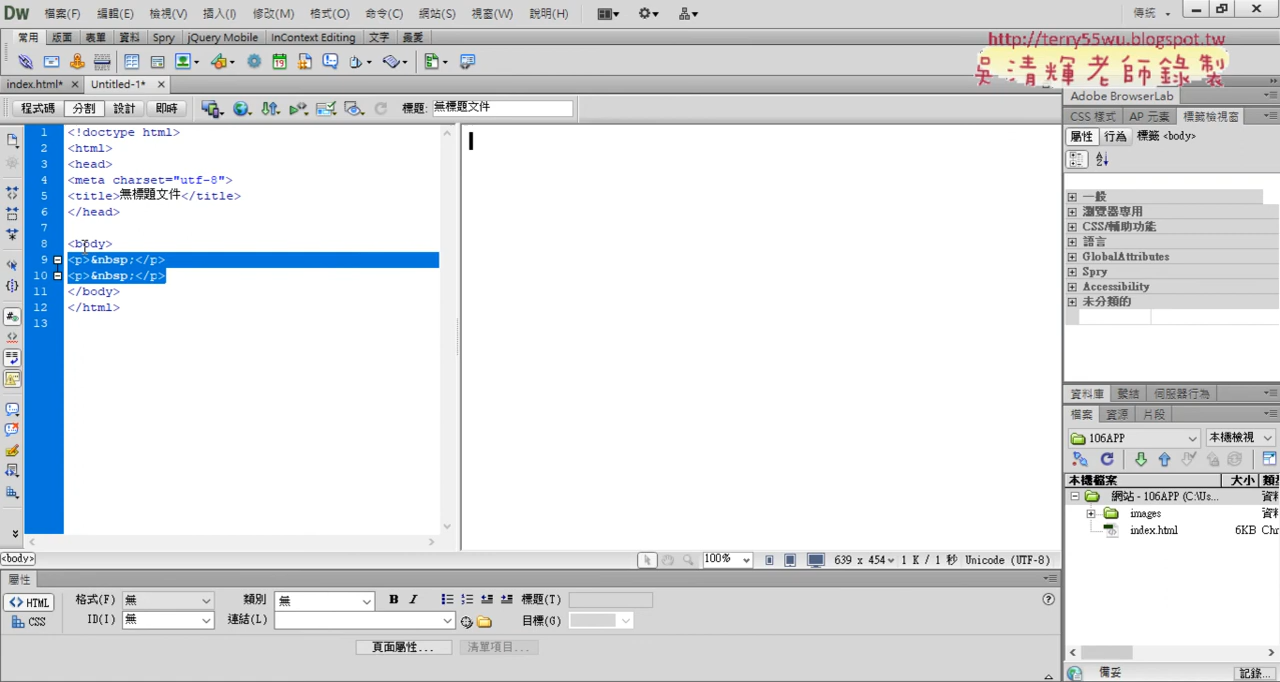 Dw 檔案(F) 編輯(E) 檢視(V) 插入(I) 修改(M) 格式(O) 命令(C) 網站(S) 視窗(W) 說明(H) 傳統
常用 版面 表單 資料 Spry jQuery Mobile InContext Editing 文字 最愛
http://terry55wu.blogspot.tw
吳清輝老師錄製
index.html* Untitled-1*
Adobe BrowserLab
程式碼 分割 設計 即時 標題: 無標題文件
CSS 樣式 AP 元素 標籤檢視窗
屬性 行為 標籤 <body>
1 <!doctype html>
2 <html>
3 <head>
4 <meta charset="utf-8">
5 <title>無標題文件</title>
6 </head>
7
8 <body>
9 <p>&nbsp;</p>
10 <p>&nbsp;</p>
11 </body>
12 </html>
13
一般
瀏覽器專用
CSS/輔助功能
語言
GlobalAttributes
Spry
Accessibility
未分類的
資料庫 繫結 伺服器行為
檔案 資源 片段
106APP 本機檢視
本機檔案 大小 類
網站 - 106APP (C:\Us... 資
images 資
index.html 6KB Chr
<body> 100% 639 x 454 1 K / 1 秒 Unicode (UTF-8)
屬性
<> HTML 格式(F) 無 類別 無 B I 標題(T)
CSS ID(I) 無 連結(L) 目標(G)
頁面屬性... 清單項目...
備妥 記錄...